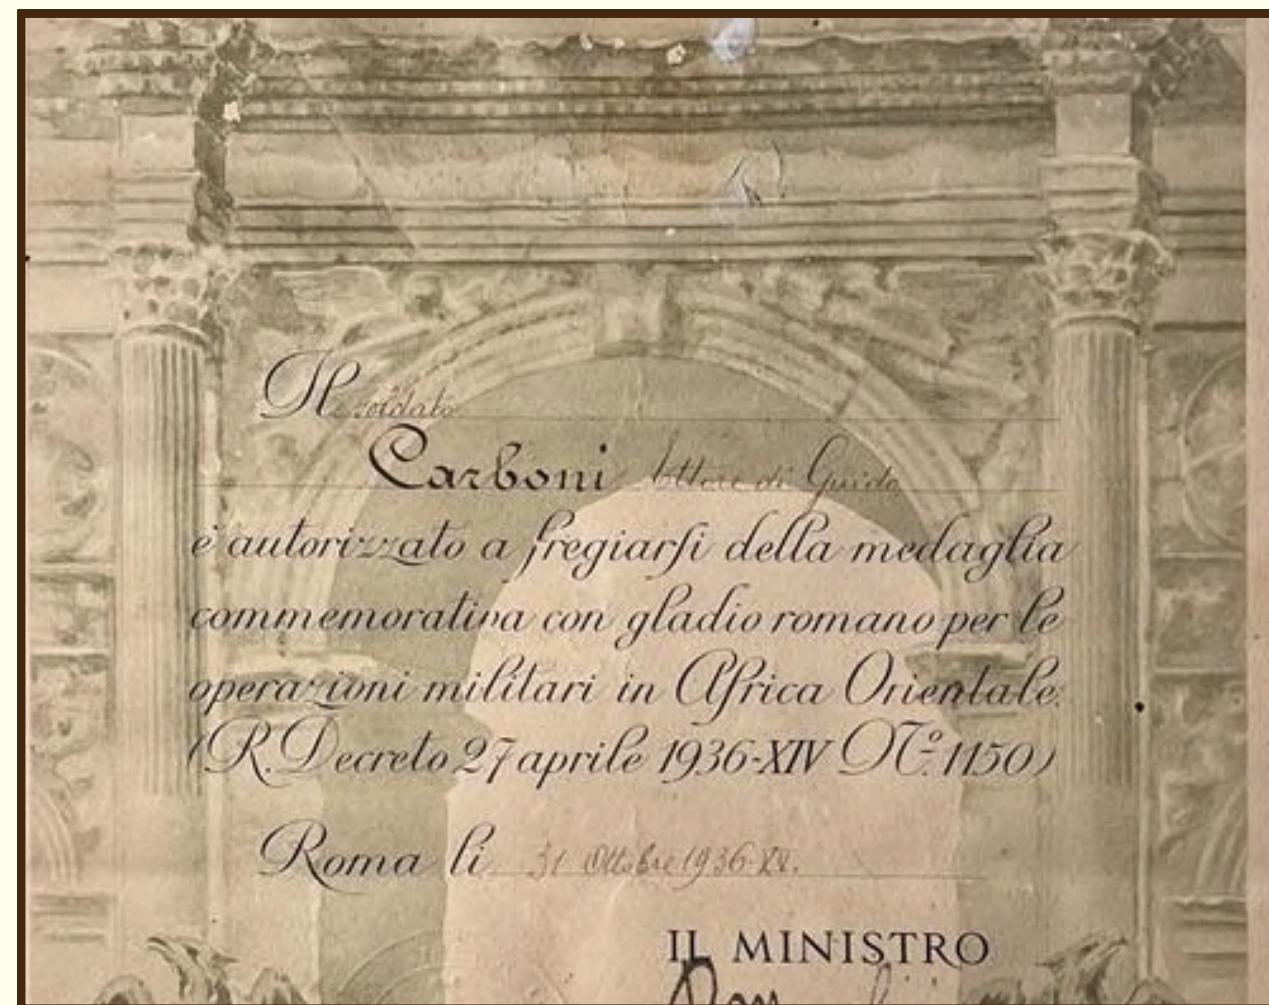 Il soldato
Carboni Ettore di Guido
è autorizzato a fregiarsi della medaglia
commemorativa con gladio romano per le
operazioni militari in Africa Orientale.
(R. Decreto 27 aprile 1936-XIV N.º 1150)
Roma li 31 Ottobre 1936-XV.
IL MINISTRO